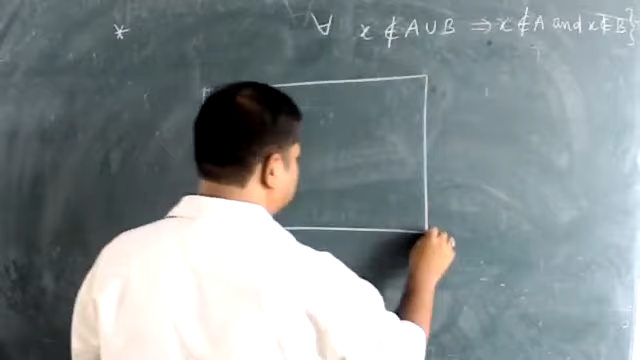 * ∀ x ∉ A ∪ B ⇒ x ∉ A and x ∉ B}